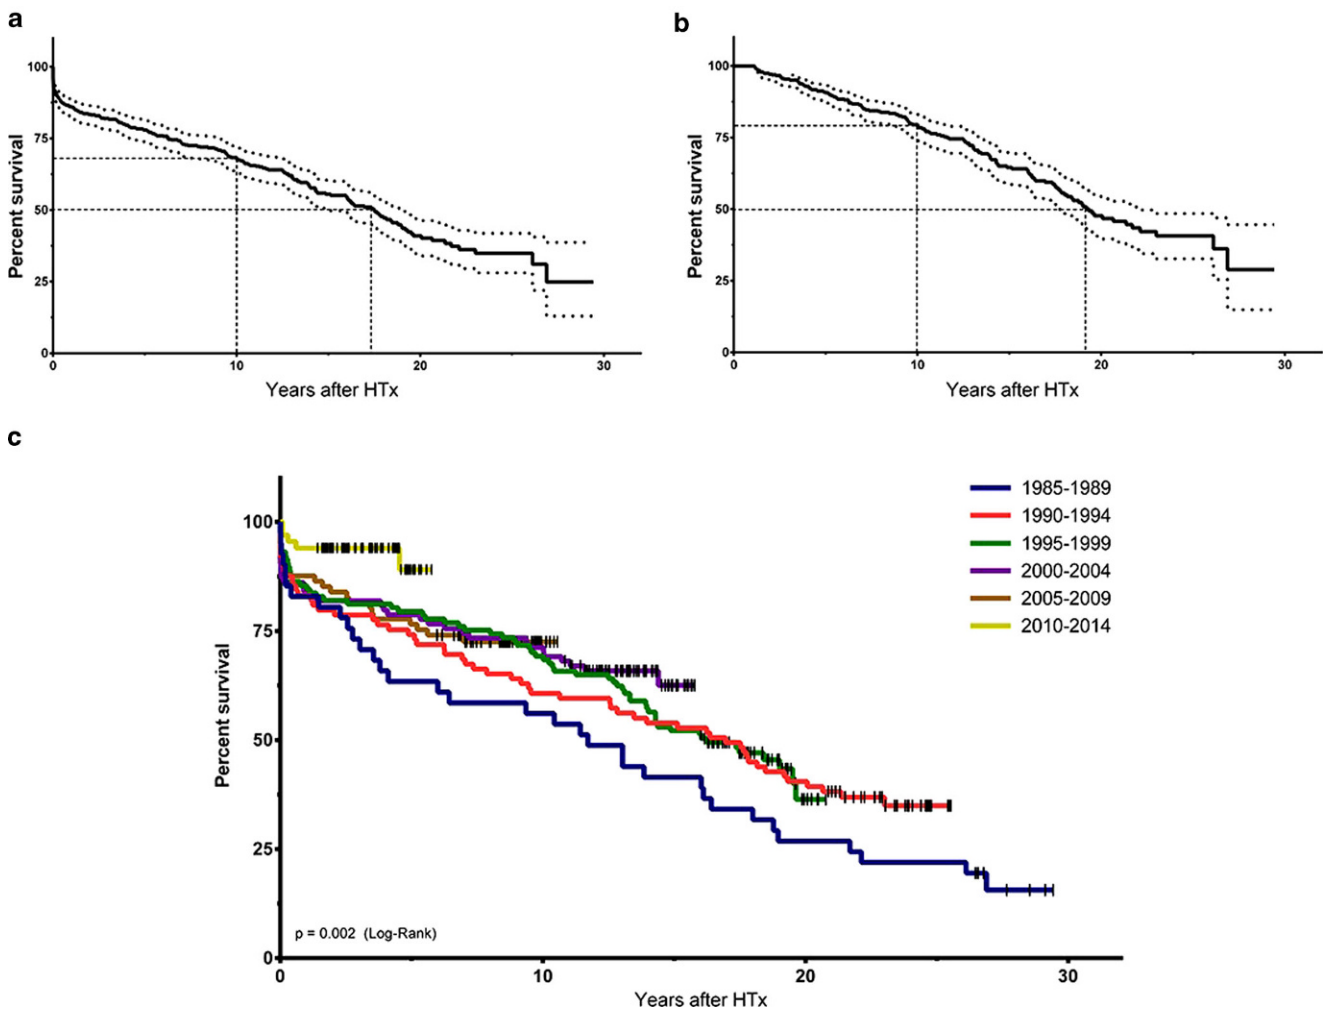 a
100
75
50
25
0
Percent survival
0 10 20 30
Years after HTx
b
100
75
50
25
0
Percent survival
0 10 20 30
Years after HTx
c
100
75
50
25
0
Percent survival
1985-1989
1990-1994
1995-1999
2000-2004
2005-2009
2010-2014
p = 0.002 (Log-Rank)
0 10 20 30
Years after HTx